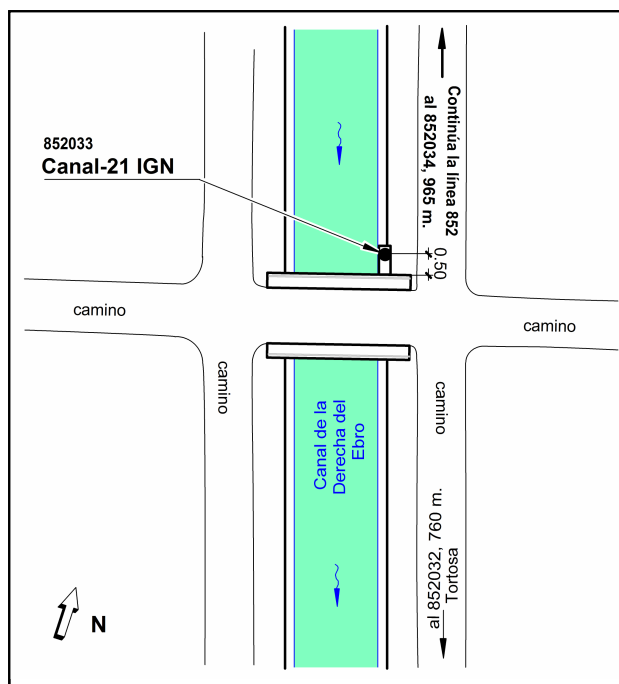 852033
Canal-21 IGN
Continúa la línea 852
al 852034, 965 m.
0.50
camino
camino
camino
camino
Canal de la
Derecha del
Ebro
al 852032, 760 m.
Tortosa
N